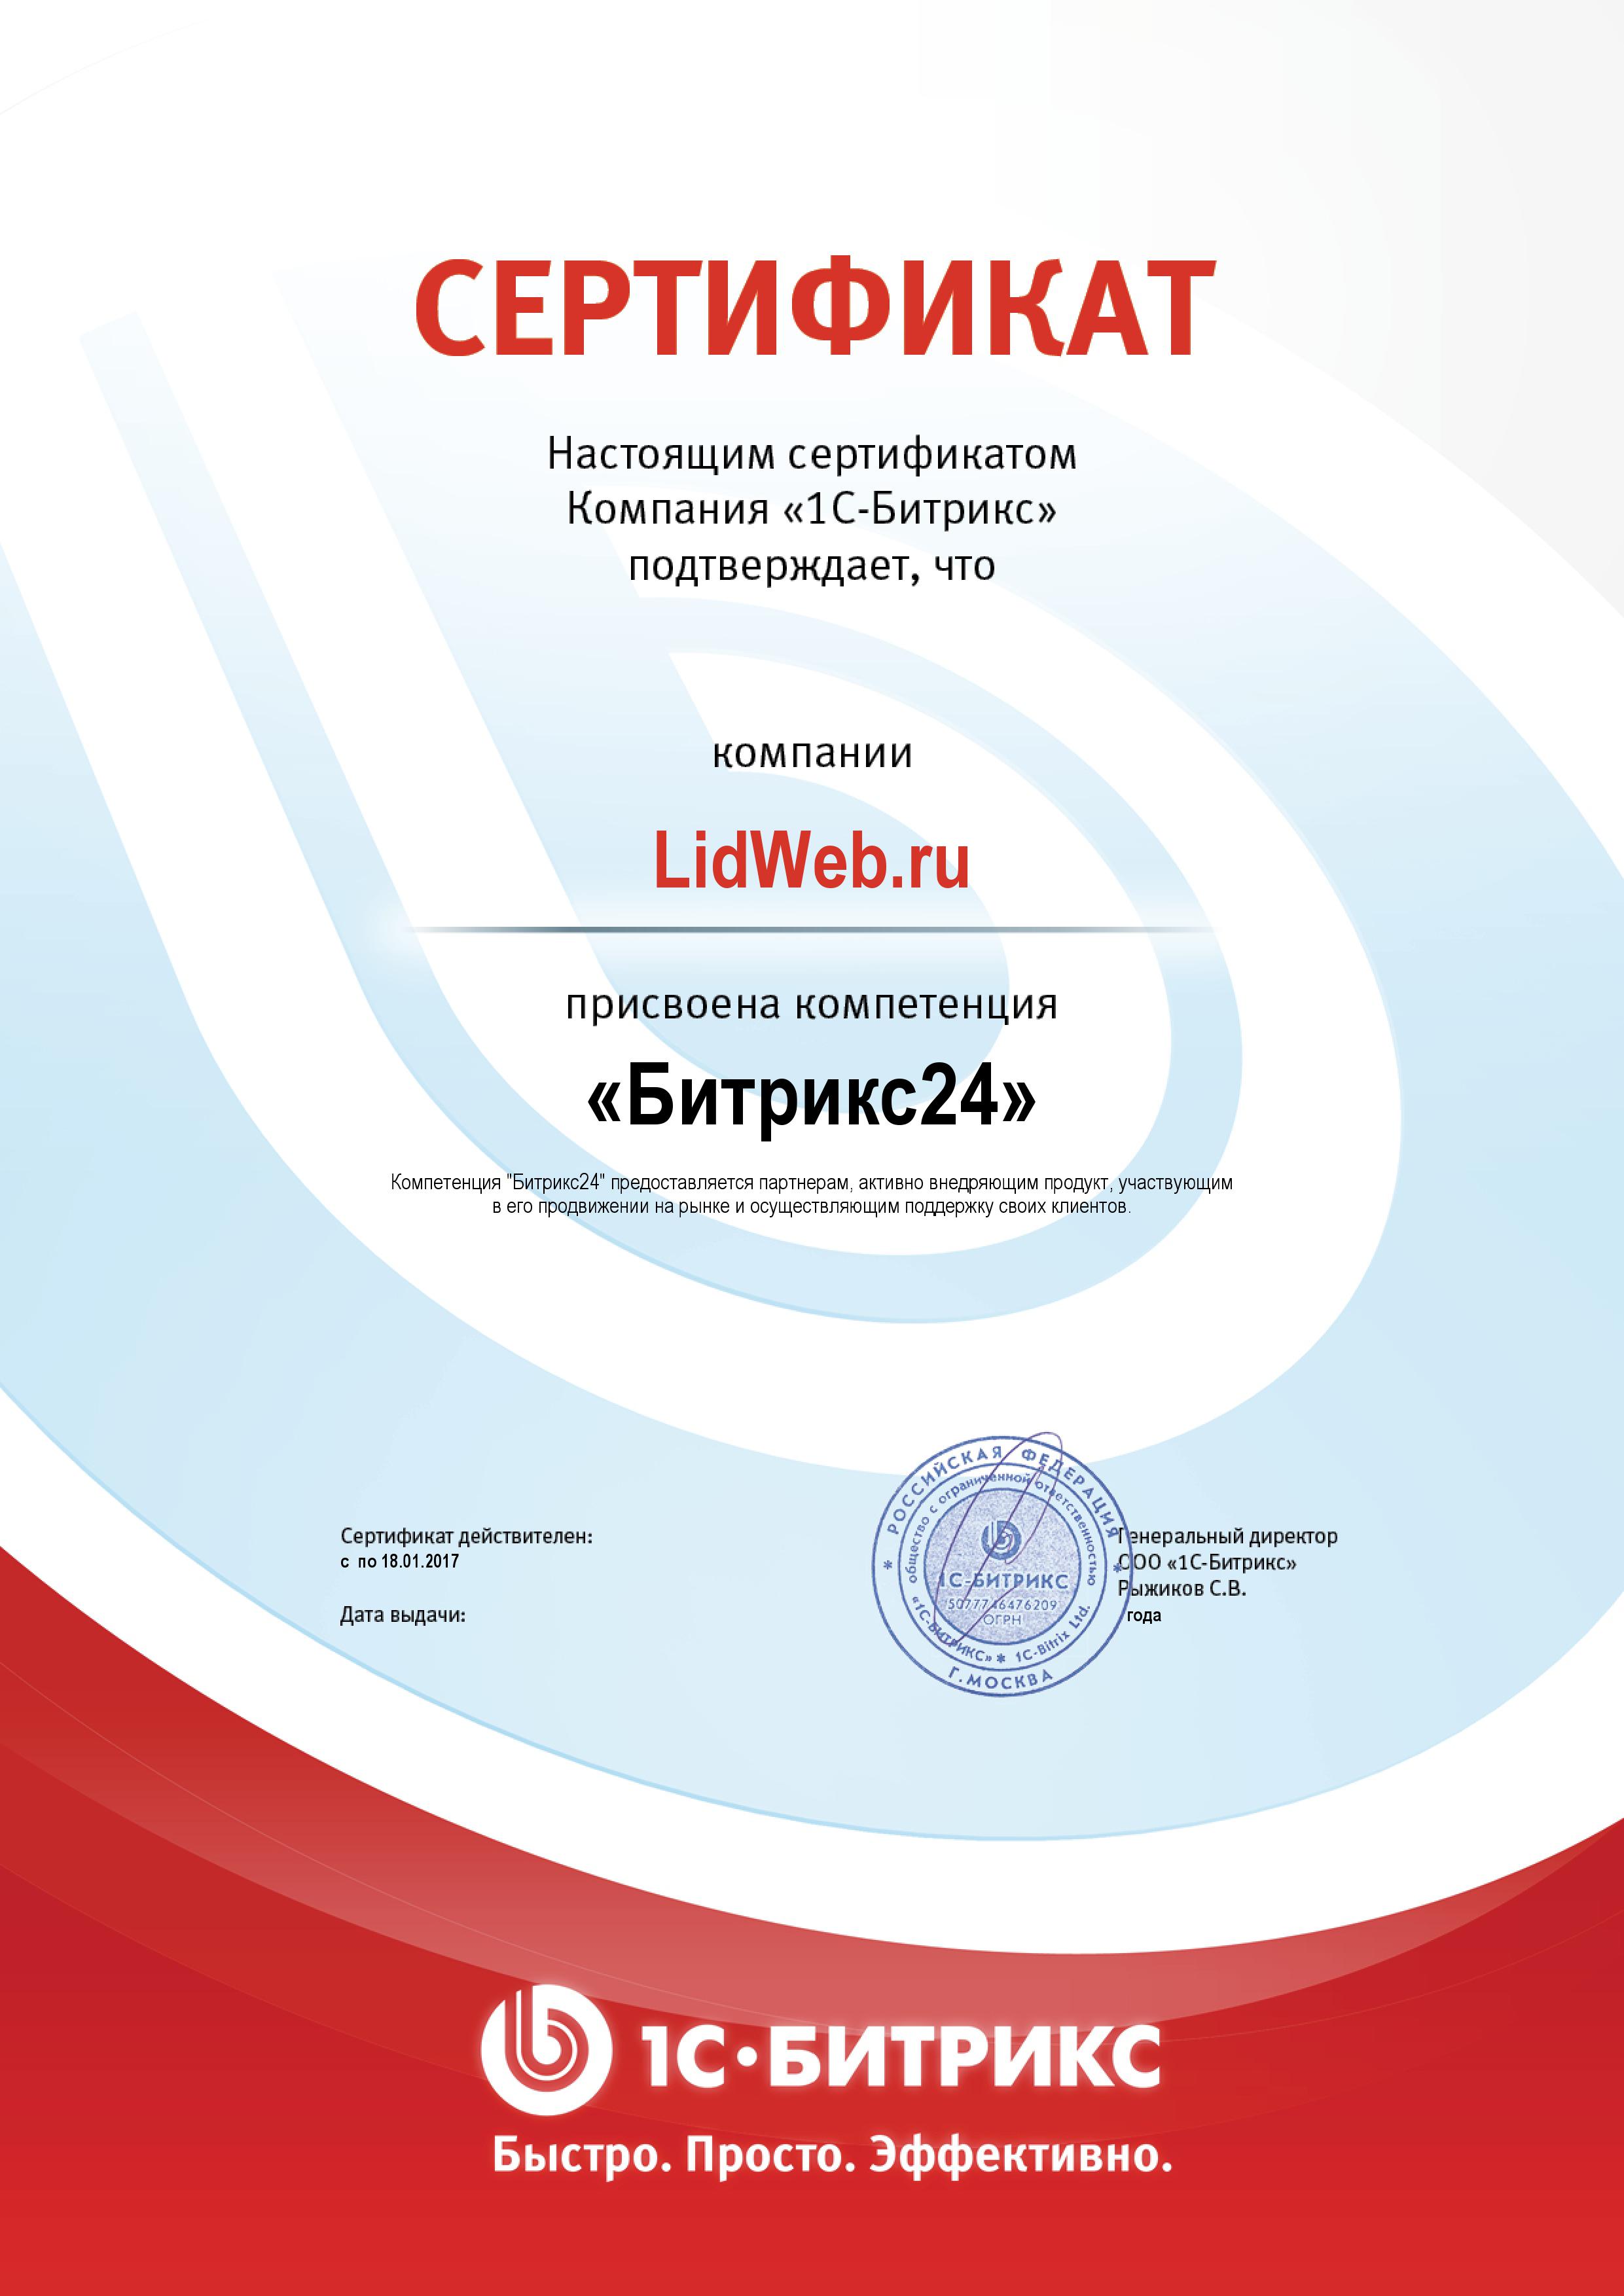 СЕРТИФИКАТ
Настоящим сертификатом
Компания «1С-Битрикс»
подтверждает, что
компании
LidWeb.ru
присвоена компетенция
«Битрикс24»
Компетенция "Битрикс24" предоставляется партнерам, активно внедряющим продукт, участвующим
в его продвижении на рынке и осуществляющим поддержку своих клиентов.
Сертификат действителен:
с по 18.01.2017
Дата выдачи:
* РОССИЙСКАЯ ФЕДЕРАЦИЯ *
общество с ограниченной ответственностью
1С-БИТРИКС
5077746476209
ОГРН
«1С-БИТРИКС» * 1C-Bitrix Ltd.
Г.МОСКВА
Генеральный директор
ООО «1С-Битрикс»
Рыжиков С.В.
года
1С·БИТРИКС
Быстро. Просто. Эффективно.